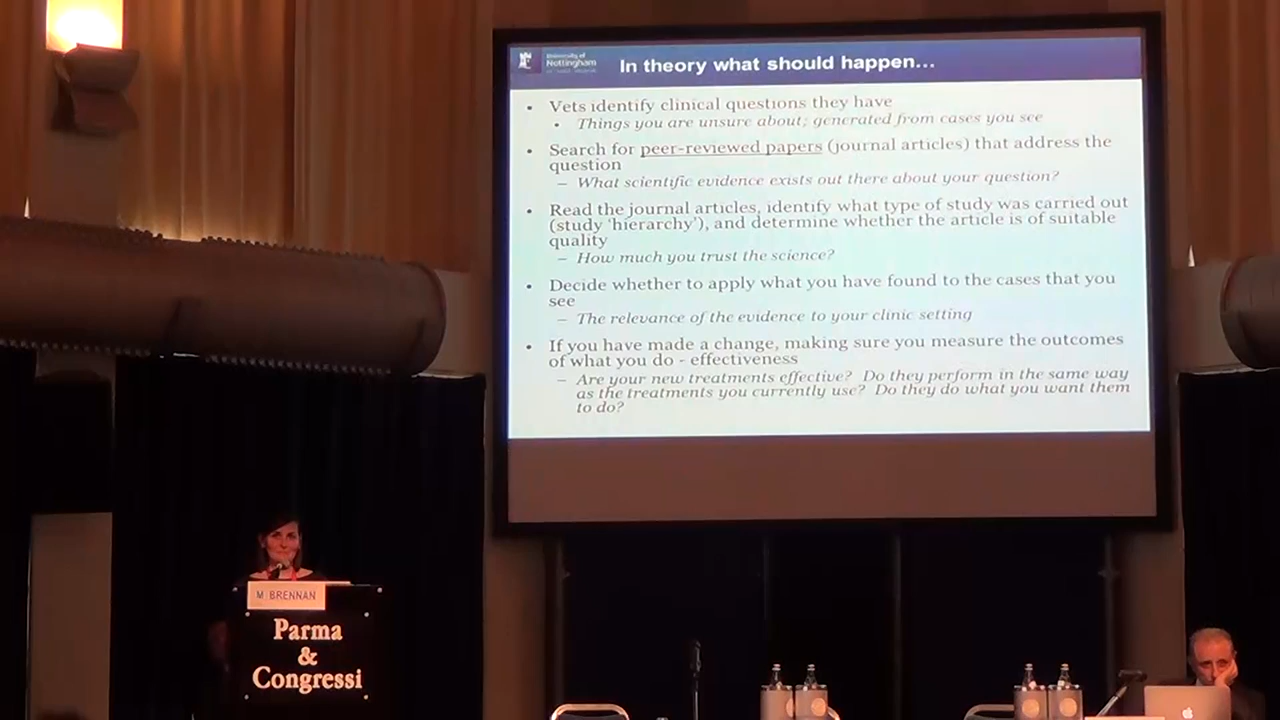 University of
Nottingham
In theory what should happen...
• Vets identify clinical questions they have
• Things you are unsure about; generated from cases you see
• Search for peer-reviewed papers (journal articles) that address the
question
– What scientific evidence exists out there about your question?
• Read the journal articles, identify what type of study was carried out
(study 'hierarchy'), and determine whether the article is of suitable
quality
– How much you trust the science?
• Decide whether to apply what you have found to the cases that you
see
– The relevance of the evidence to your clinic setting
• If you have made a change, making sure you measure the outcomes
of what you do - effectiveness
– Are your new treatments effective? Do they perform in the same way
as the treatments you currently use? Do they do what you want them
to do?
M BRENNAN
Parma
&
Congressi